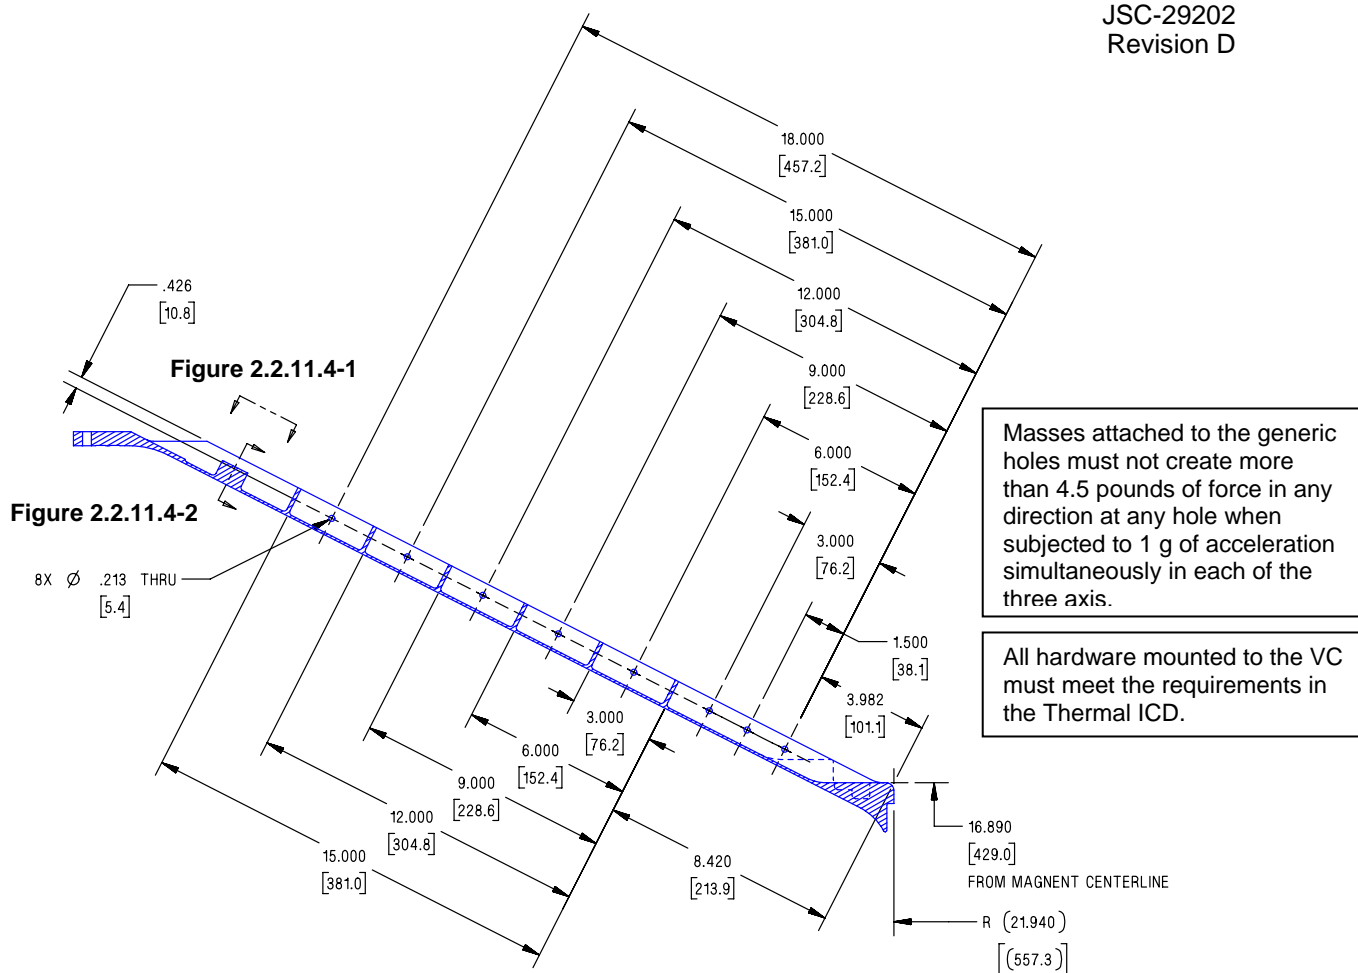 JSC-29202
Revision D
18.000
[457.2]
15.000
[381.0]
12.000
[304.8]
9.000
[228.6]
6.000
[152.4]
3.000
[76.2]
1.500
[38.1]
3.982
[101.1]
.426
[10.8]
Figure 2.2.11.4-1
Figure 2.2.11.4-2
8X Ø .213 THRU
[5.4]
3.000
[76.2]
6.000
[152.4]
9.000
[228.6]
12.000
[304.8]
15.000
[381.0]
8.420
[213.9]
16.890
[429.0]
FROM MAGNENT CENTERLINE
R (21.940)
[(557.3)]
Masses attached to the generic
holes must not create more
than 4.5 pounds of force in any
direction at any hole when
subjected to 1 g of acceleration
simultaneously in each of the
three axis.
All hardware mounted to the VC
must meet the requirements in
the Thermal ICD.